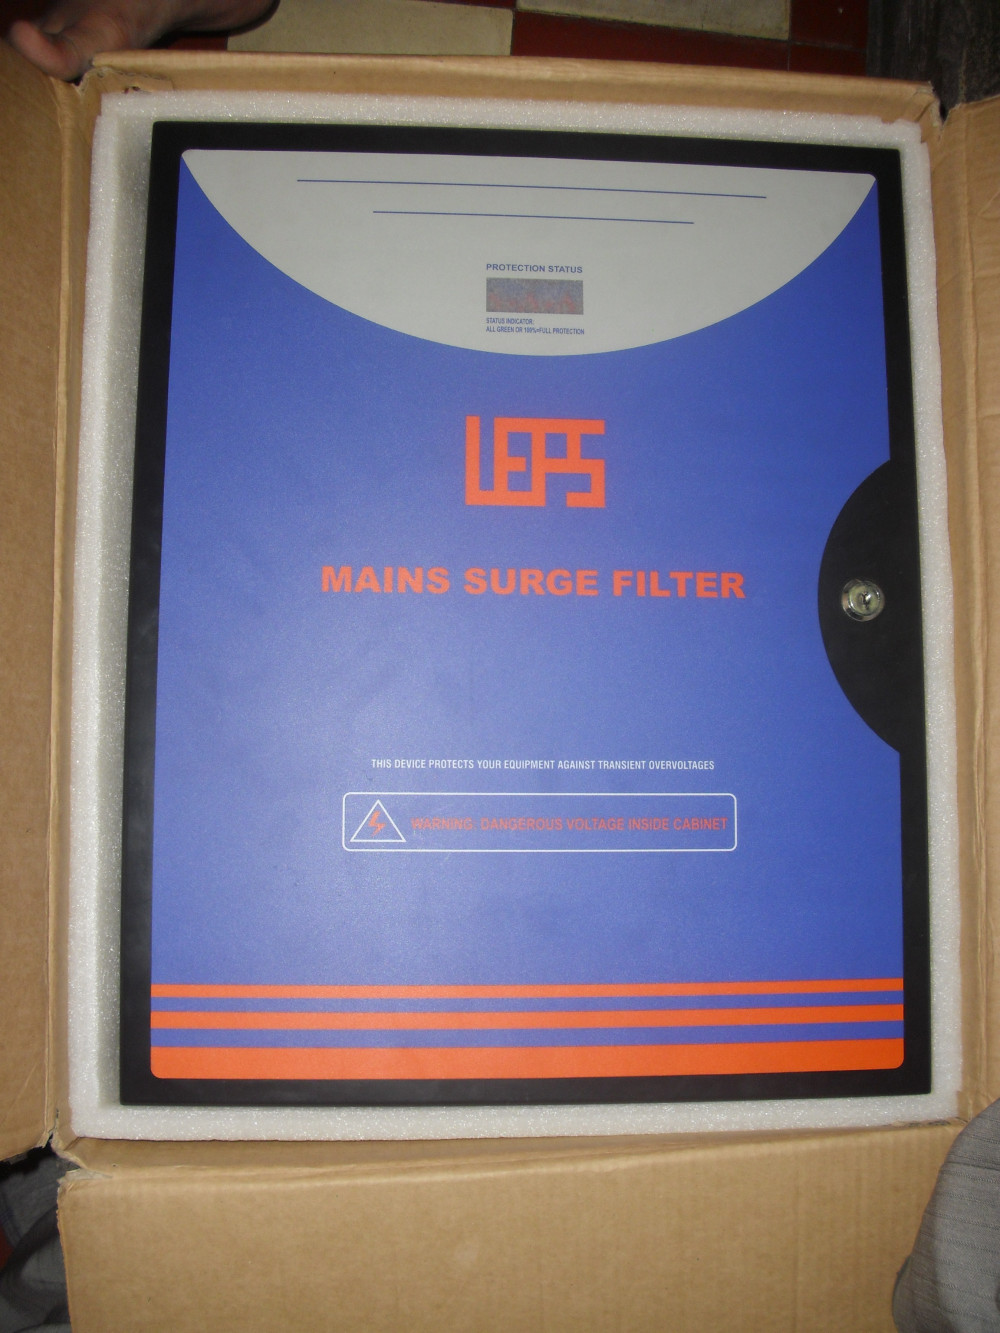 PROTECTION STATUS
STATUS INDICATOR:
ALL GREEN OR 100%=FULL PROTECTION
LEPS
MAINS SURGE FILTER
THIS DEVICE PROTECTS YOUR EQUIPMENT AGAINST TRANSIENT OVERVOLTAGES
WARNING. DANGEROUS VOLTAGE INSIDE CABINET